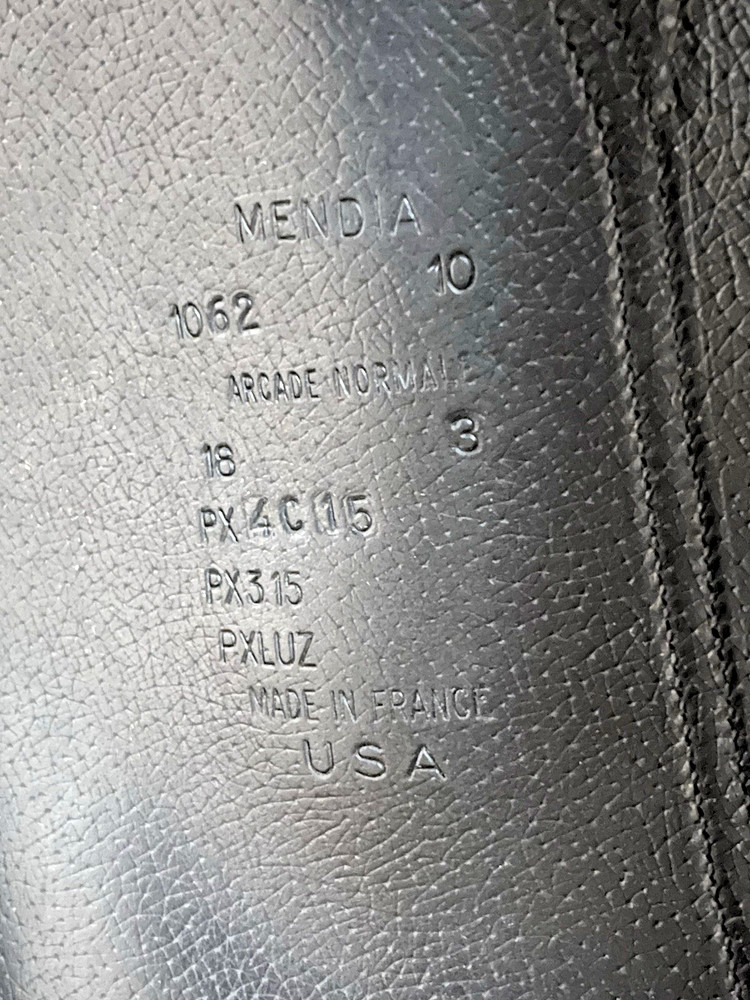 MENDIA
10
1062
ARCADE NORMALE
3
18
PX4C15
PX315
PXLUZ
MADE IN FRANCE
USA